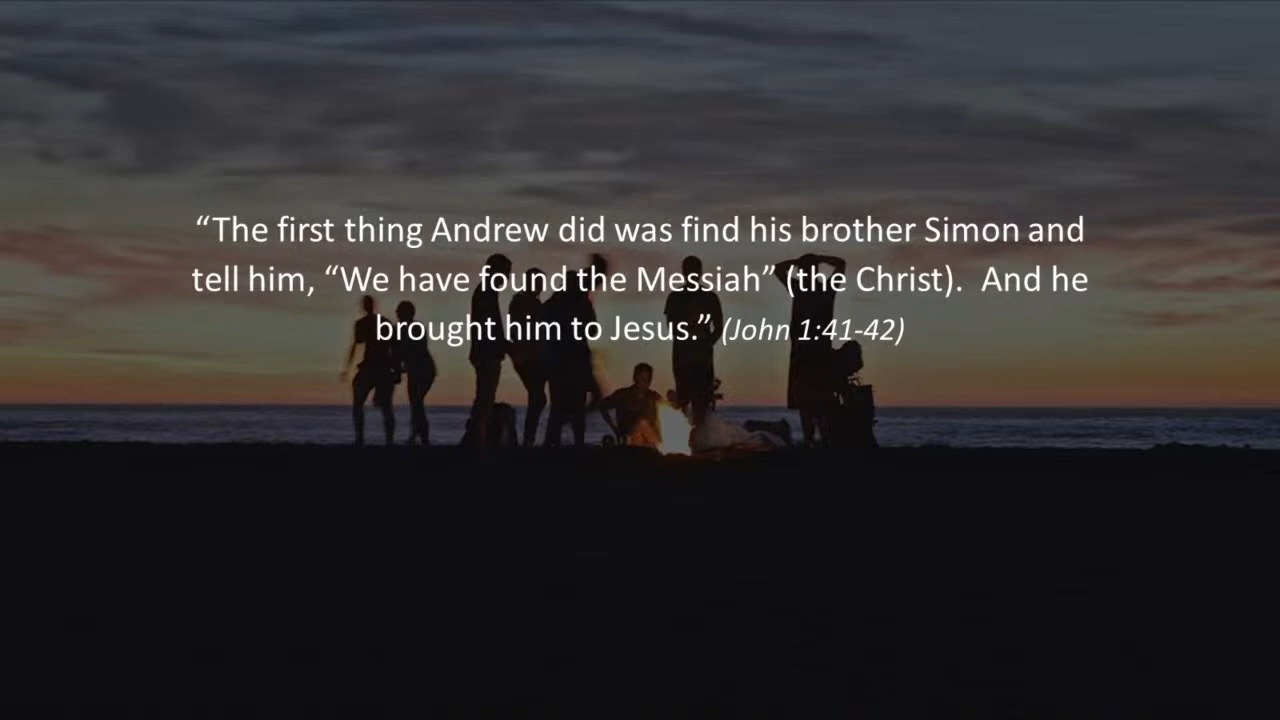 “The first thing Andrew did was find his brother Simon and
tell him, “We have found the Messiah” (the Christ).  And he
brought him to Jesus.” (John 1:41-42)